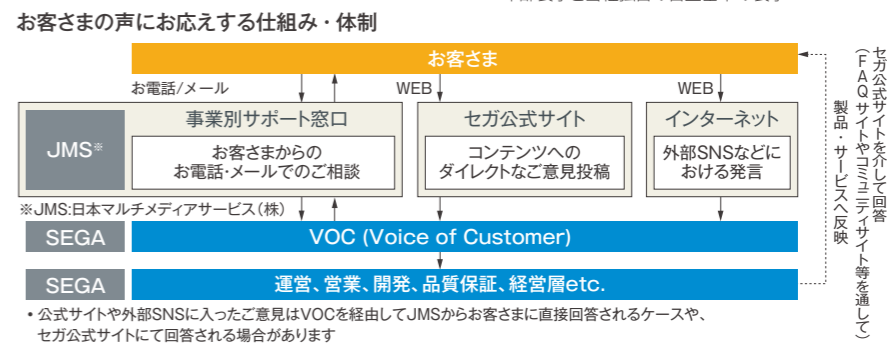 お客さまの声にお応えする仕組み・体制
お客さま
お電話/メール
WEB
WEB
JMS※
事業別サポート窓口
お客さまからの
お電話・メールでのご相談
セガ公式サイト
コンテンツへの
ダイレクトなご意見投稿
インターネット
外部SNSなどに
おける発言
※JMS:日本マルチメディアサービス(株)
SEGA
VOC (Voice of Customer)
SEGA
運営、営業、開発、品質保証、経営層etc.
セガ公式サイトを介して回答
(FAQサイトやコミュニティサイト等を通して)
製品・サービスへ反映
・公式サイトや外部SNSに入ったご意見はVOCを経由してJMSからお客さまに直接回答されるケースや、
セガ公式サイトにて回答される場合があります